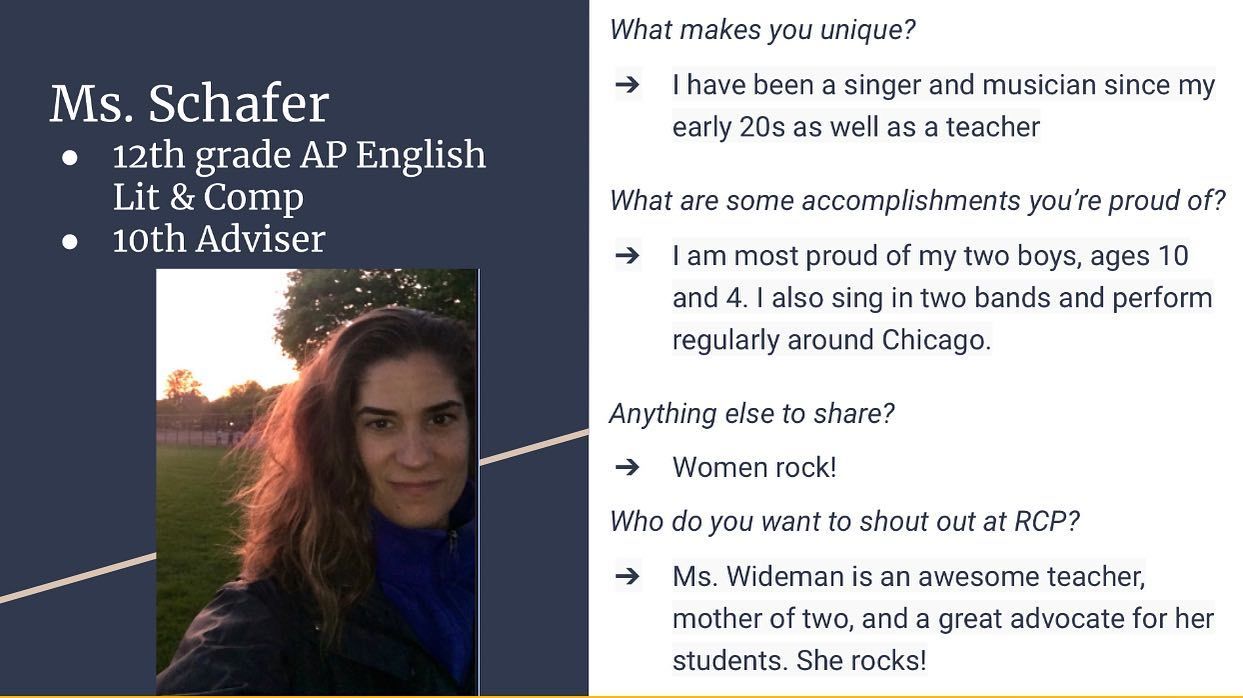 Ms. Schafer
● 12th grade AP English
Lit & Comp
● 10th Adviser
What makes you unique?
➔ I have been a singer and musician since my
early 20s as well as a teacher
What are some accomplishments you’re proud of?
➔ I am most proud of my two boys, ages 10
and 4. I also sing in two bands and perform
regularly around Chicago.
Anything else to share?
➔ Women rock!
Who do you want to shout out at RCP?
➔ Ms. Wideman is an awesome teacher,
mother of two, and a great advocate for her
students. She rocks!